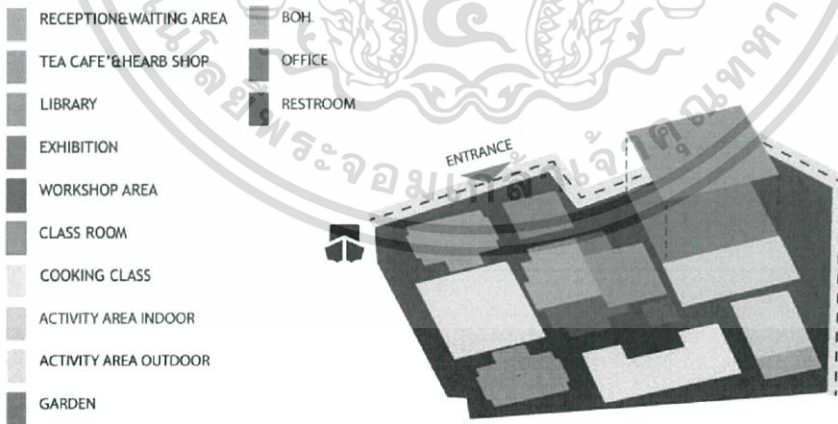 RECEPTION&WAITING AREA
TEA CAFE'&HEARB SHOP
LIBRARY
EXHIBITION
WORKSHOP AREA
CLASS ROOM
COOKING CLASS
ACTIVITY AREA INDOOR
ACTIVITY AREA OUTDOOR
GARDEN
BOH.
OFFICE
RESTROOM
ENTRANCE